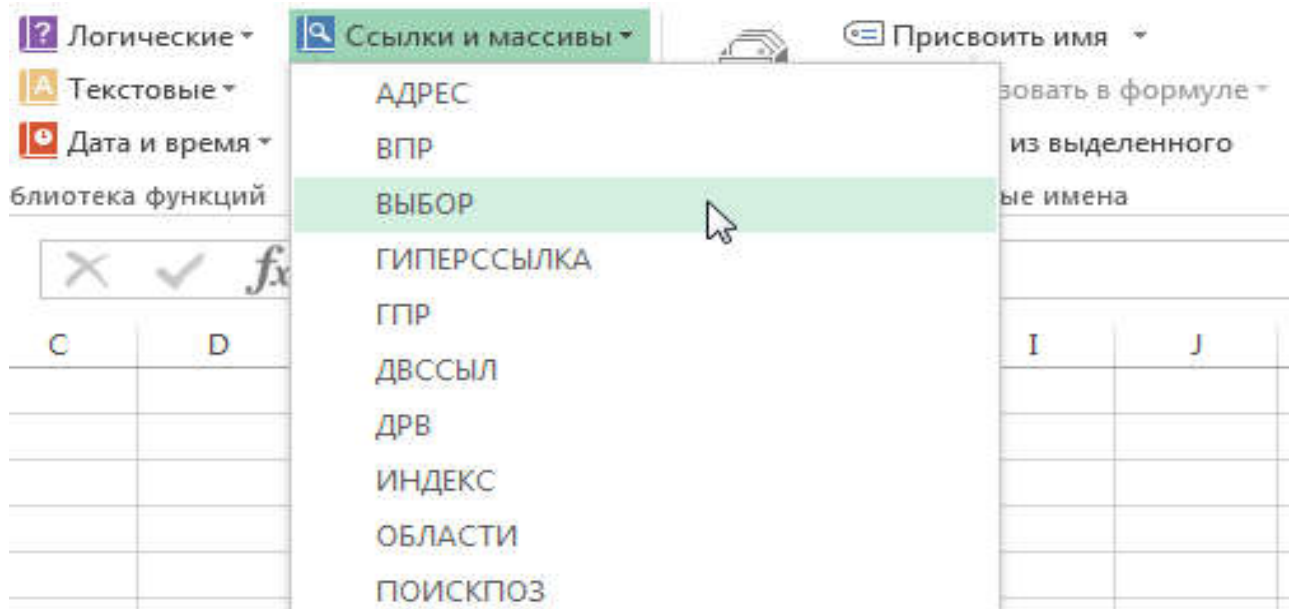 Логические
Ссылки и массивы
Присвоить имя
Текстовые
АДРЕС
зовать в формуле
Дата и время
ВПР
из выделенного
блиотека функций
ВЫБОР
ые имена
fx
ГИПЕРССЫЛКА
ГПР
C D I J
ДВССЫЛ
ДРВ
ИНДЕКС
ОБЛАСТИ
ПОИСКПОЗ